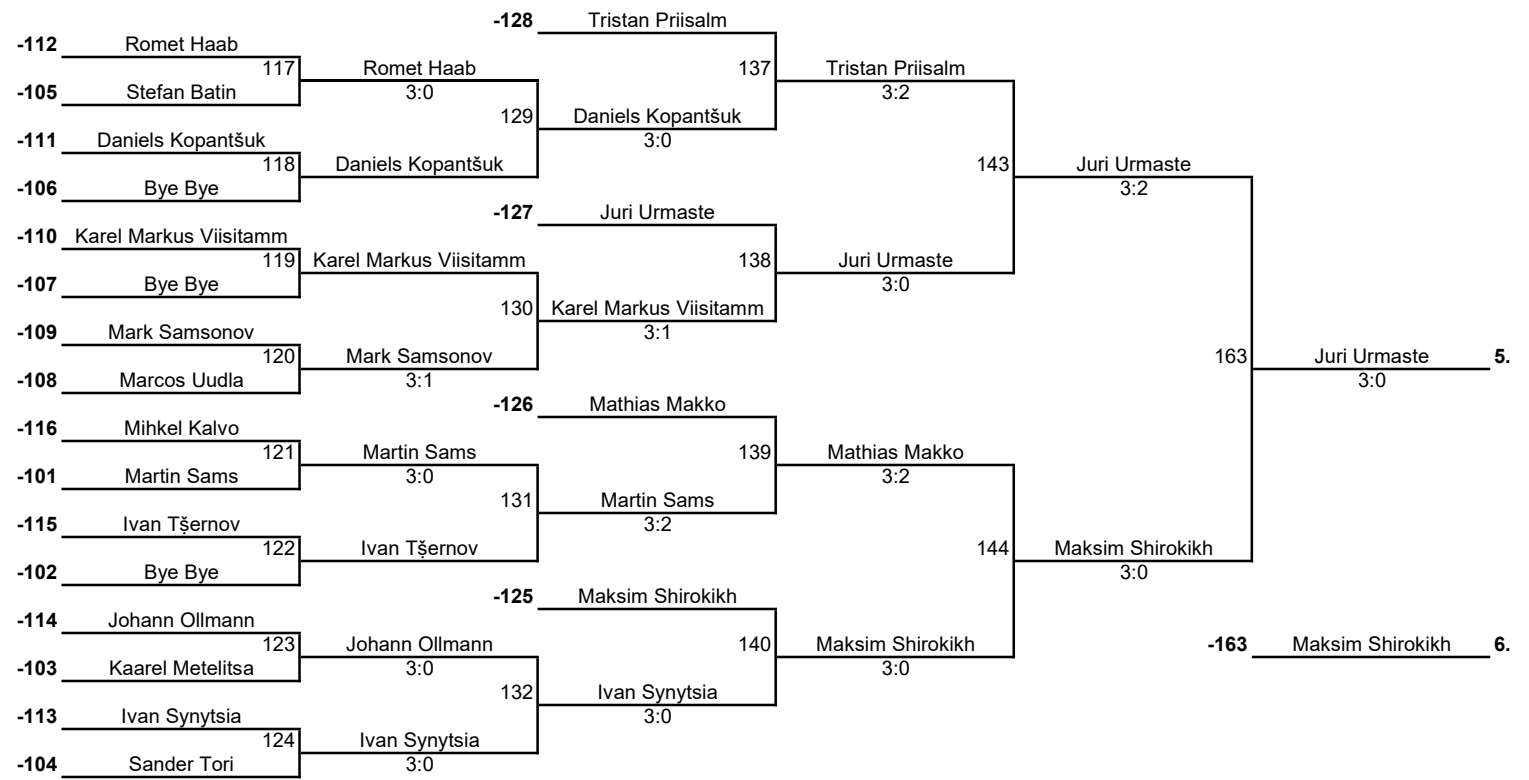 -128 Tristan Priisalm
-112 Romet Haab
117 Romet Haab 137 Tristan Priisalm
-105 Stefan Batin 3:0 3:2
129 Daniels Kopantšuk
-111 Daniels Kopantšuk 3:0
118 Daniels Kopantšuk 143 Juri Urmaste
-106 Bye Bye 3:2
-127 Juri Urmaste
-110 Karel Markus Viisitamm
119 Karel Markus Viisitamm 138 Juri Urmaste
-107 Bye Bye 3:0
130 Karel Markus Viisitamm
-109 Mark Samsonov 3:1
120 Mark Samsonov 163 Juri Urmaste 5.
-108 Marcos Uudla 3:1 3:0
-126 Mathias Makko
-116 Mihkel Kalvo
121 Martin Sams 139 Mathias Makko
-101 Martin Sams 3:0 3:2
131 Martin Sams
-115 Ivan Tšernov 3:2
122 Ivan Tšernov 144 Maksim Shirokikh
-102 Bye Bye 3:0
-125 Maksim Shirokikh
-114 Johann Ollmann
123 Johann Ollmann 140 Maksim Shirokikh -163 Maksim Shirokikh 6.
-103 Kaarel Metelitsa 3:0 3:0
132 Ivan Synytsia
-113 Ivan Synytsia 3:0
124 Ivan Synytsia
-104 Sander Tori 3:0